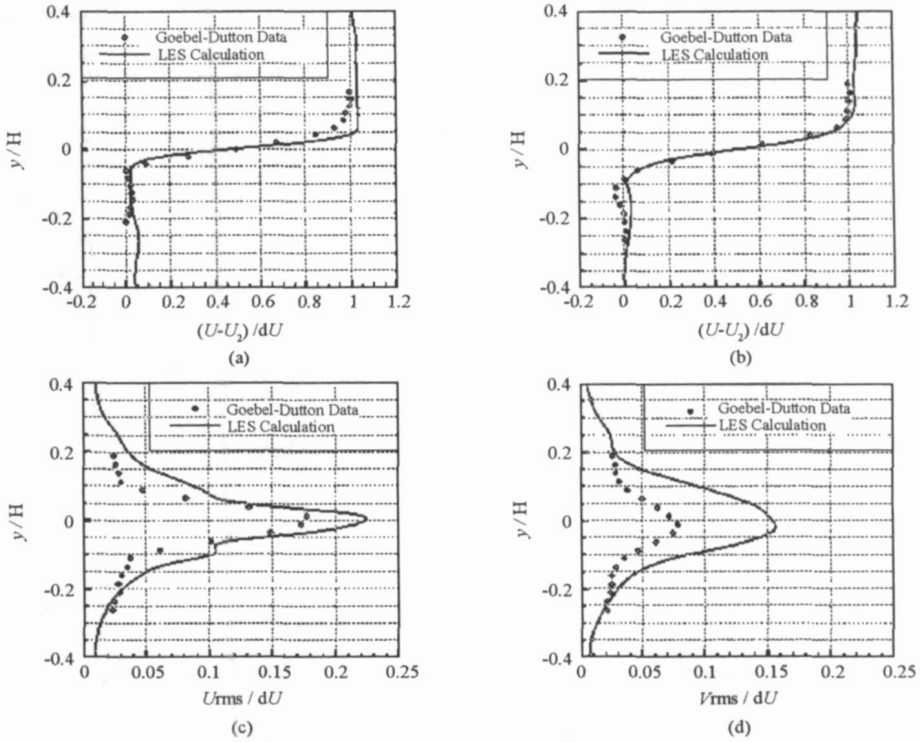 0.4
0.2
0
-0.2
-0.4
y / H
Goebel-Dutton Data
LES Calculation
-0.2 0 0.2 0.4 0.6 0.8 1 1.2
(U-U₂) /dU
(a)
0.4
0.2
0
-0.2
-0.4
y / H
Goebel-Dutton Data
LES Calculation
-0.2 0 0.2 0.4 0.6 0.8 1 1.2
(U-U₂) /dU
(b)
0.4
0.2
0
-0.2
-0.4
y / H
Goebel-Dutton Data
LES Calculation
0 0.05 0.1 0.15 0.2 0.25
Urms / dU
(c)
0.4
0.2
0
-0.2
-0.4
y / H
Goebel-Dutton Data
LES Calculation
0 0.05 0.1 0.15 0.2 0.25
Vrms / dU
(d)